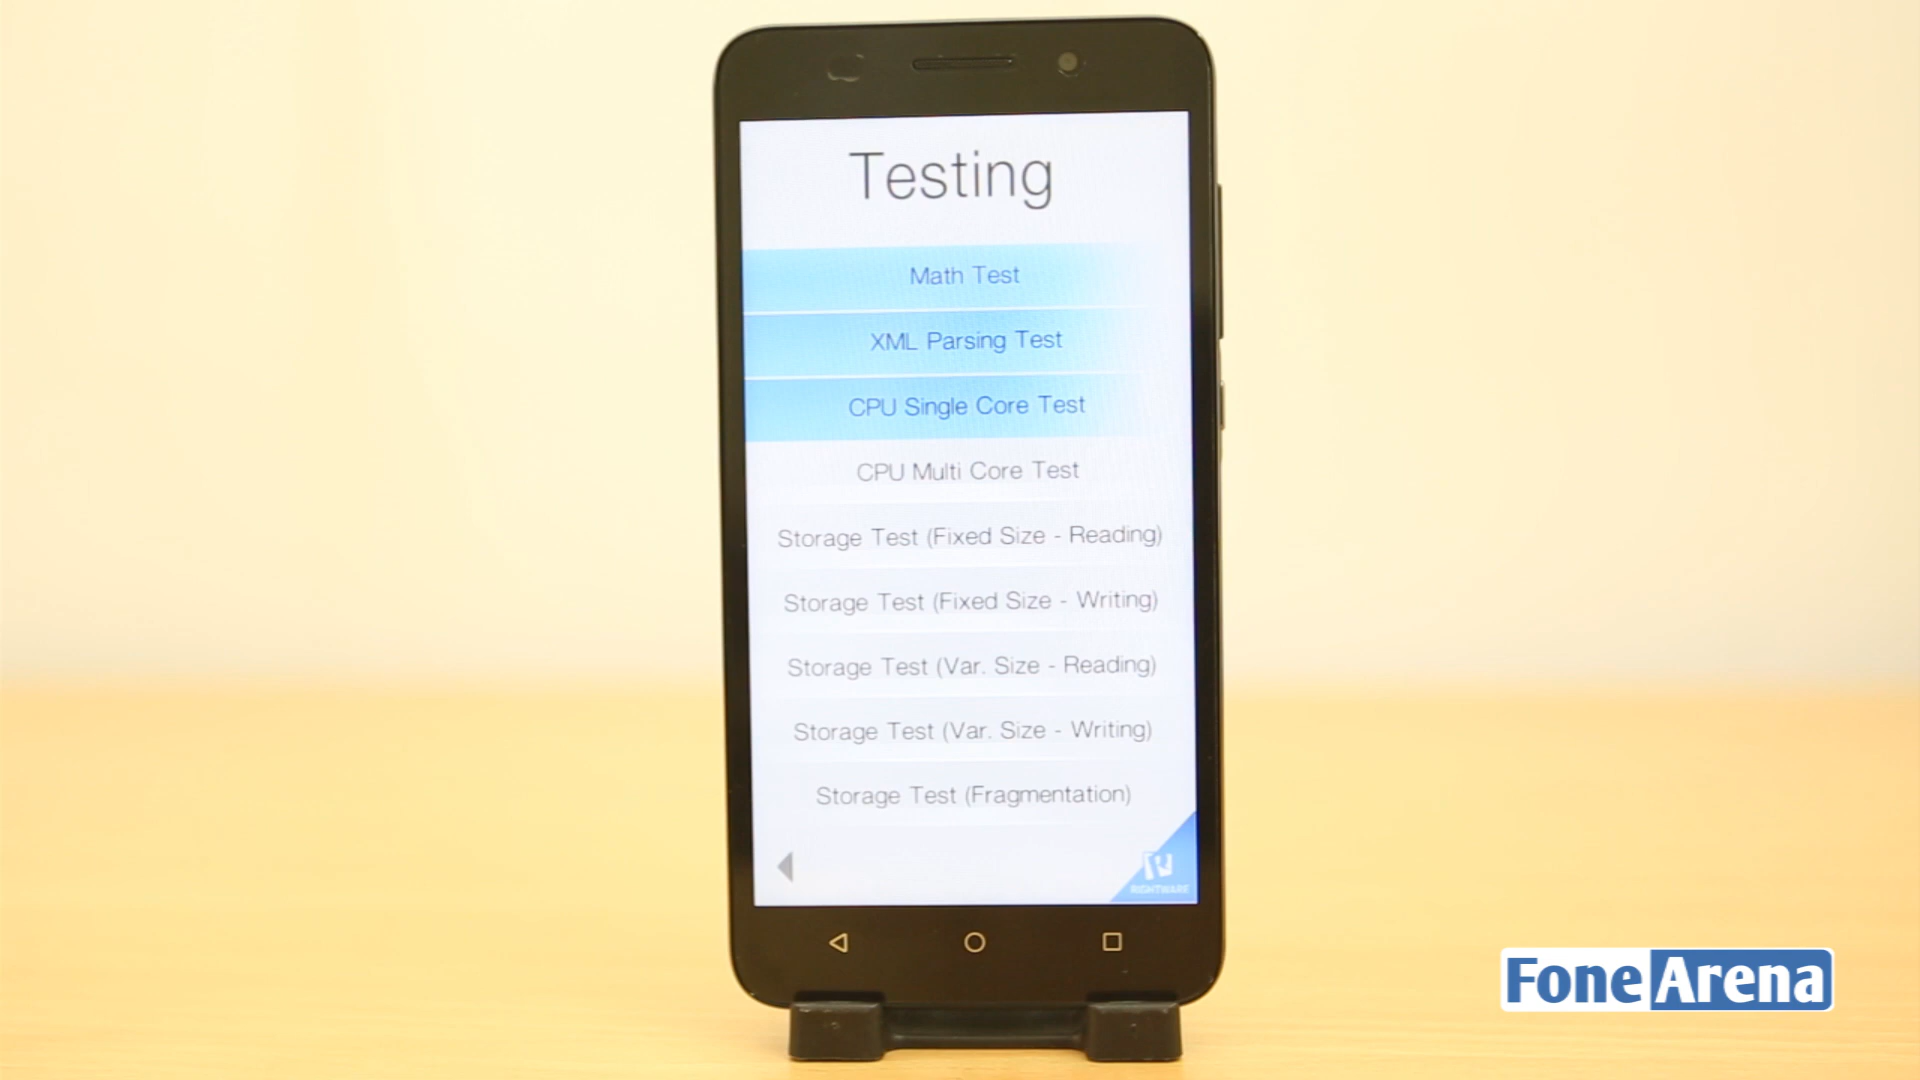 Testing
Math Test
XML Parsing Test
CPU Single Core Test
CPU Multi Core Test
Storage Test (Fixed Size - Reading)
Storage Test (Fixed Size - Writing)
Storage Test (Var. Size - Reading)
Storage Test (Var. Size - Writing)
Storage Test (Fragmentation)
RIGHTWARE
FoneArena